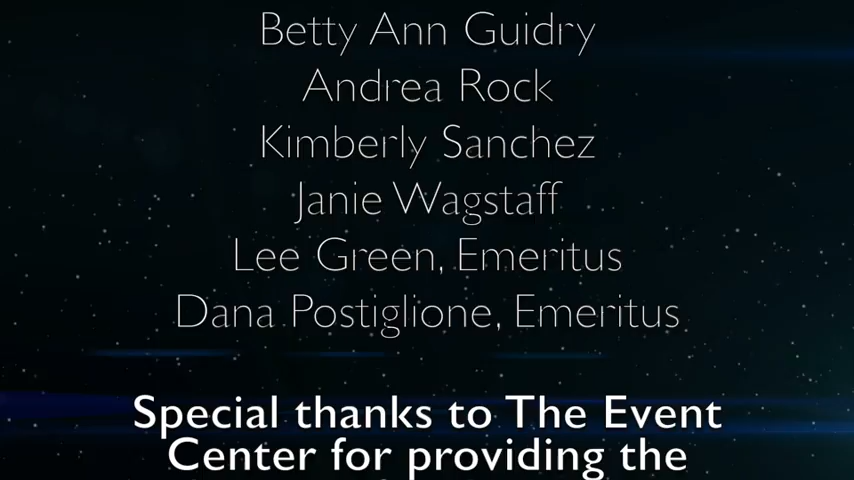 Betty Ann Guidry
Andrea Rock
Kimberly Sanchez
Janie Wagstaff
Lee Green, Emeritus
Dana Postiglione, Emeritus
Special thanks to The Event
Center for providing the